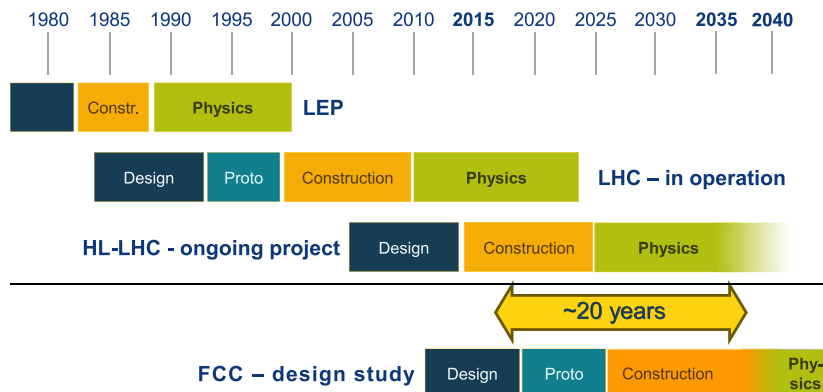 1980 1985 1990 1995 2000 2005 2010 2015 2020 2025 2030 2035 2040
Constr. Physics LEP
Design Proto Construction Physics LHC – in operation
HL-LHC - ongoing project Design Construction Physics
~20 years
FCC – design study Design Proto Construction Phy-
sics